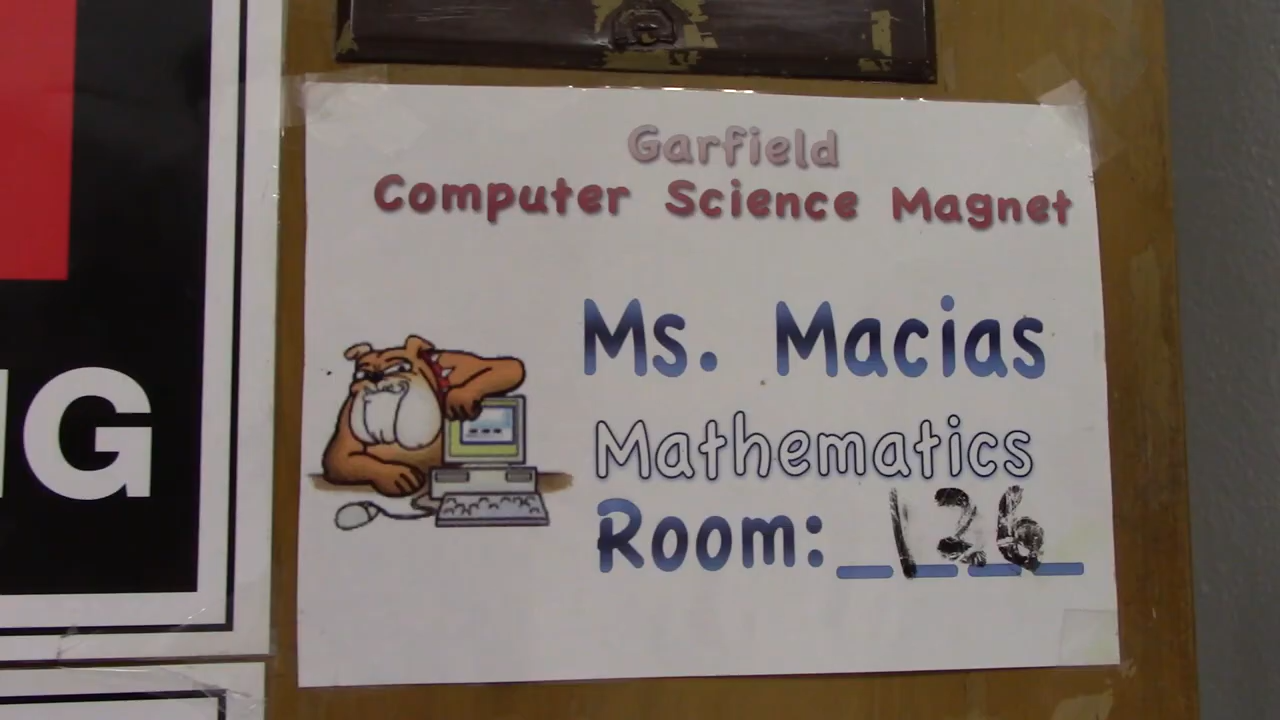 Garfield
Computer Science Magnet
Ms. Macias
Mathematics
Room: 126
G